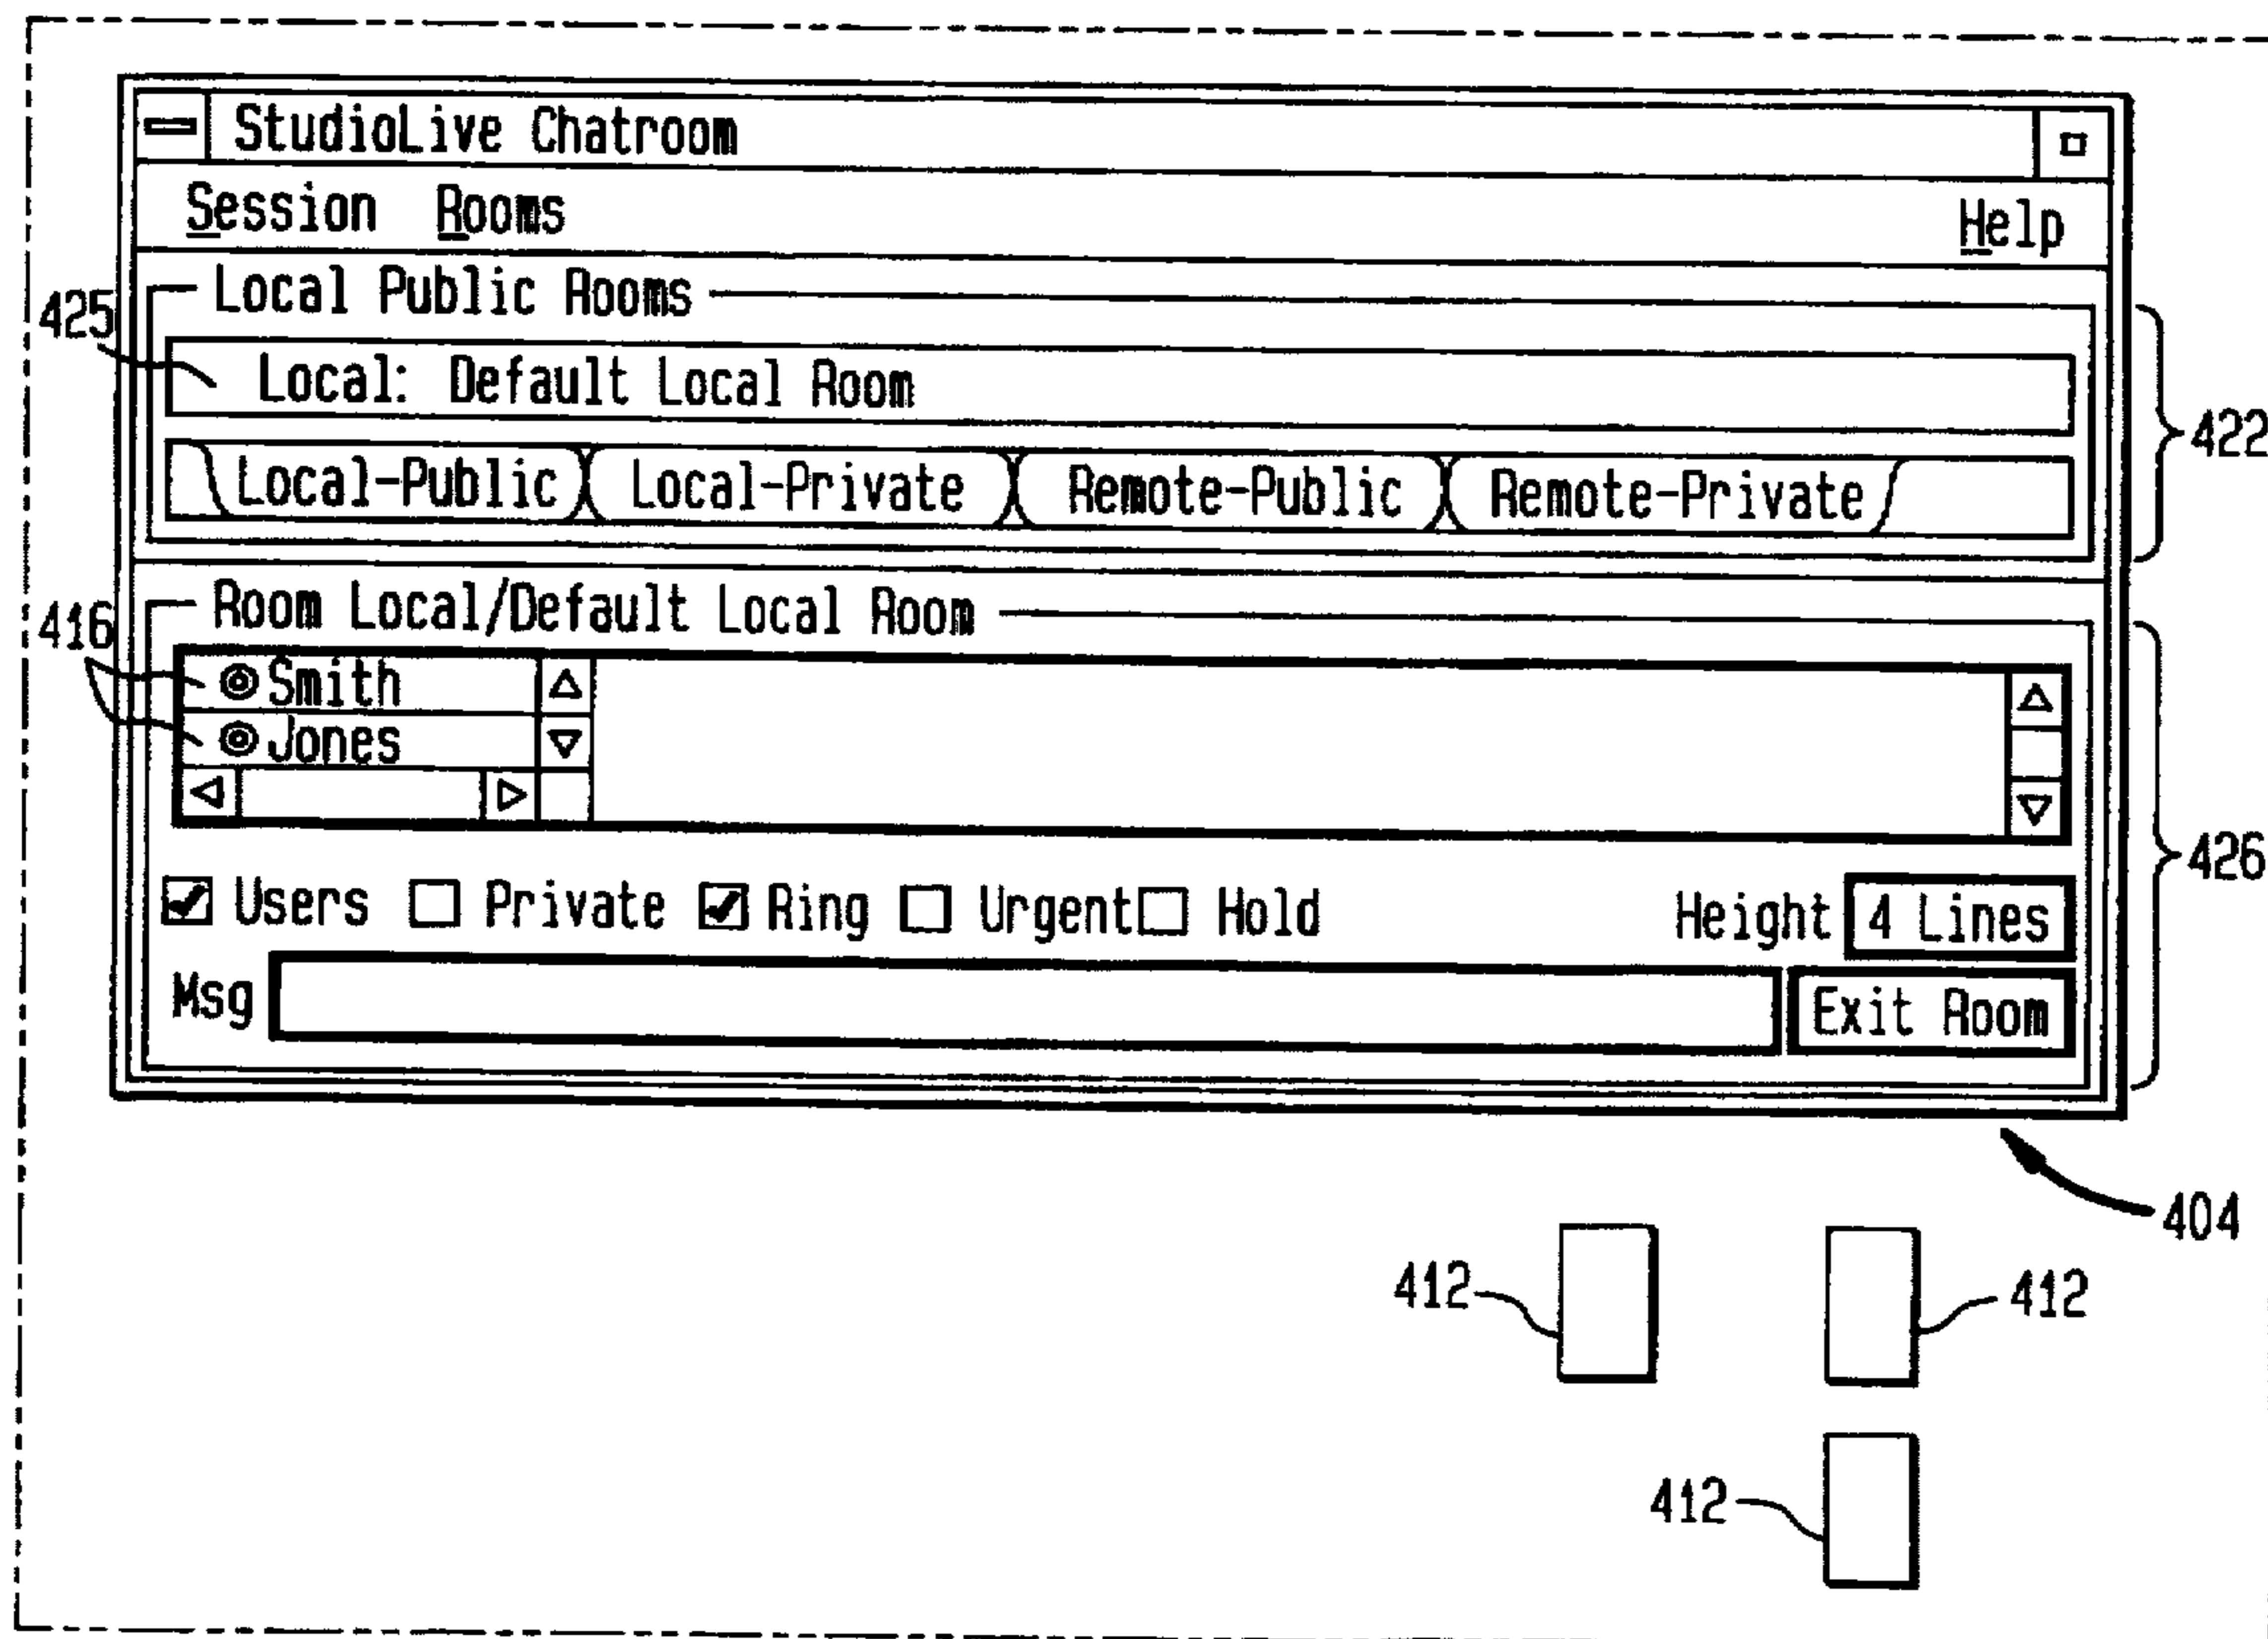 StudioLive Chatroom
Session Rooms Help
Local Public Rooms
425
Local: Default Local Room
422
Local-Public Local-Private Remote-Public Remote-Private
Room Local/Default Local Room
416
Smith
Jones
426
Users Private Ring Urgent Hold Height 4 Lines
Msg Exit Room
404
412 412
412